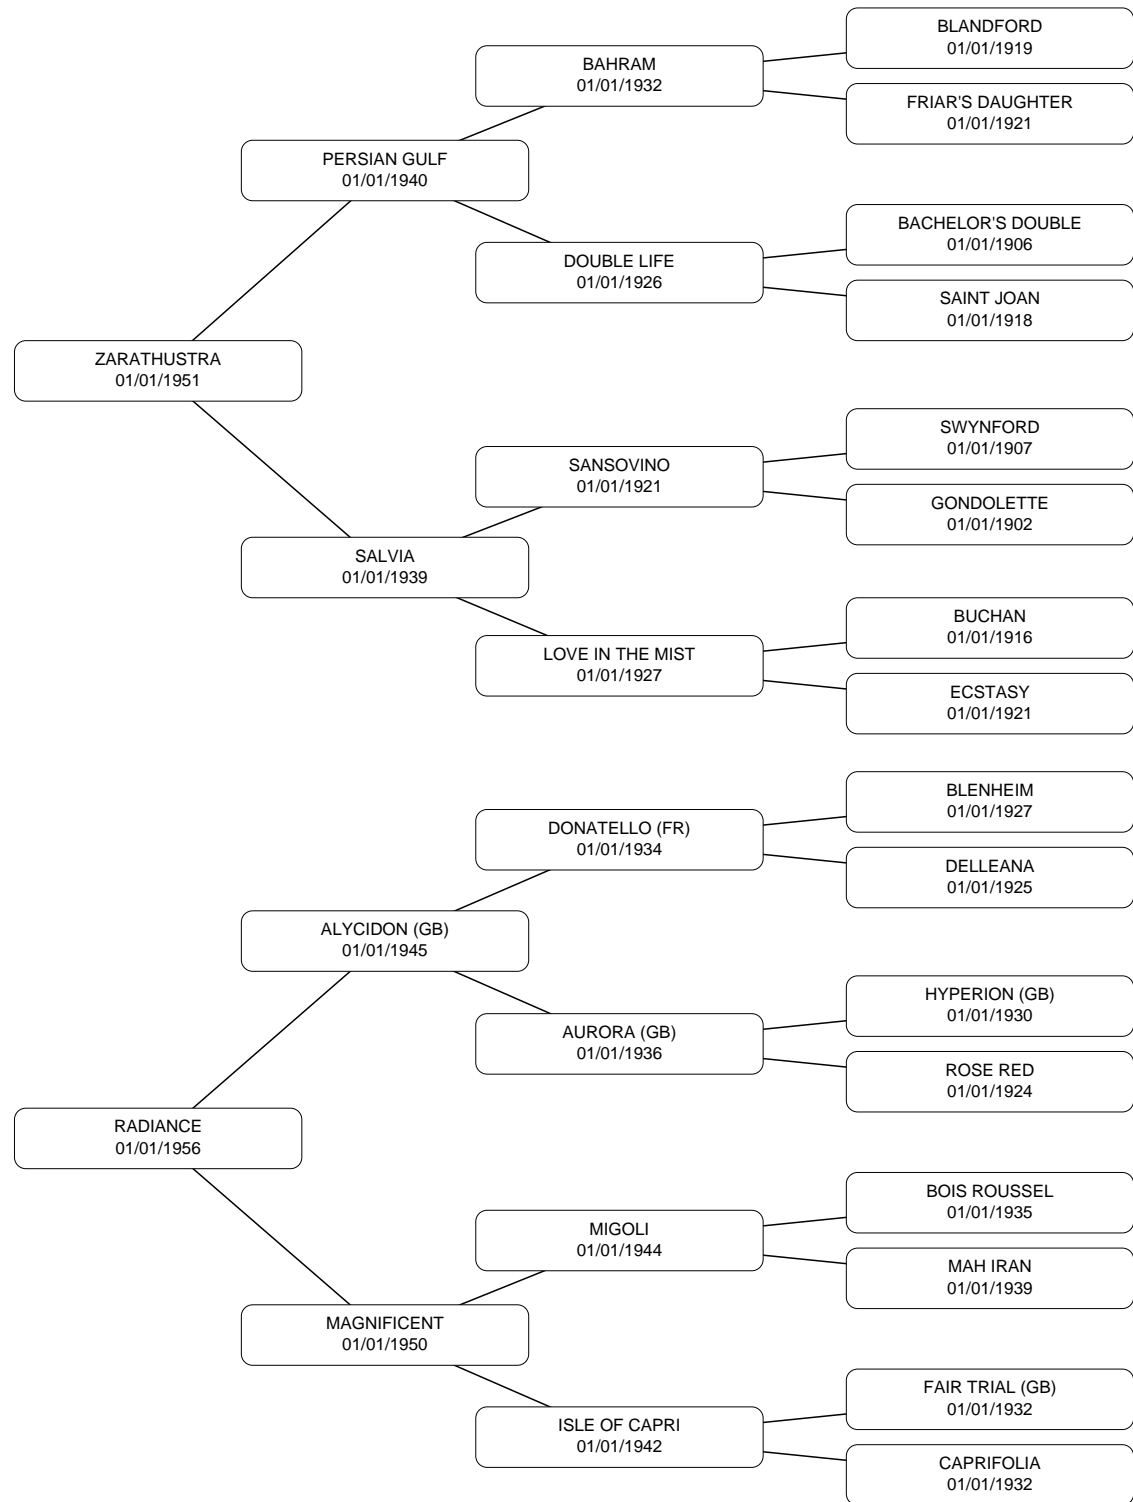 BLANDFORD
01/01/1919
BAHRAM
01/01/1932
FRIAR'S DAUGHTER
01/01/1921
PERSIAN GULF
01/01/1940
BACHELOR'S DOUBLE
01/01/1906
DOUBLE LIFE
01/01/1926
SAINT JOAN
01/01/1918
ZARATHUSTRA
01/01/1951
SWYNFORD
01/01/1907
SANSOVINO
01/01/1921
GONDOLETTE
01/01/1902
SALVIA
01/01/1939
BUCHAN
01/01/1916
LOVE IN THE MIST
01/01/1927
ECSTASY
01/01/1921
BLENHEIM
01/01/1927
DONATELLO (FR)
01/01/1934
DELLEANA
01/01/1925
ALYCIDON (GB)
01/01/1945
HYPERION (GB)
01/01/1930
AURORA (GB)
01/01/1936
ROSE RED
01/01/1924
RADIANCE
01/01/1956
BOIS ROUSSEL
01/01/1935
MIGOLI
01/01/1944
MAH IRAN
01/01/1939
MAGNIFICENT
01/01/1950
FAIR TRIAL (GB)
01/01/1932
ISLE OF CAPRI
01/01/1942
CAPRIFOLIA
01/01/1932